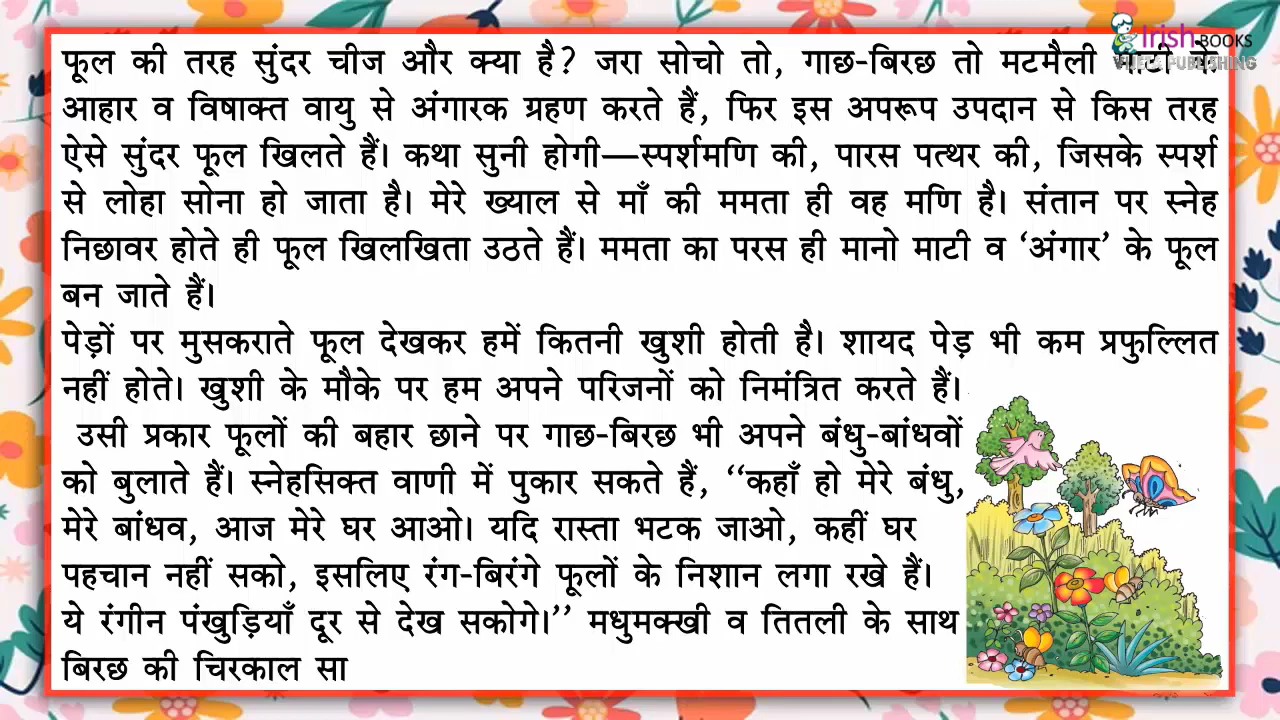 Irish BOOKS
फूल की तरह सुंदर चीज और क्या है? जरा सोचो तो, गाछ-बिरछ तो मटमैली माटी के
आहार व विषाक्त वायु से अंगारक ग्रहण करते हैं, फिर इस अपरूप उपदान से किस तरह
ऐसे सुंदर फूल खिलते हैं। कथा सुनी होगी—स्पर्शमणि की, पारस पत्थर की, जिसके स्पर्श
से लोहा सोना हो जाता है। मेरे ख्याल से माँ की ममता ही वह मणि है। संतान पर स्नेह
निछावर होते ही फूल खिलखिता उठते हैं। ममता का परस ही मानो माटी व ‘अंगार’ के फूल
बन जाते हैं।
पेड़ों पर मुसकराते फूल देखकर हमें कितनी खुशी होती है। शायद पेड़ भी कम प्रफुल्लित
नहीं होते। खुशी के मौके पर हम अपने परिजनों को निमंत्रित करते हैं।
उसी प्रकार फूलों की बहार छाने पर गाछ-बिरछ भी अपने बंधु-बांधवों
को बुलाते हैं। स्नेहसिक्त वाणी में पुकार सकते हैं, ‘‘कहाँ हो मेरे बंधु,
मेरे बांधव, आज मेरे घर आओ। यदि रास्ता भटक जाओ, कहीं घर
पहचान नहीं सको, इसलिए रंग-बिरंगे फूलों के निशान लगा रखे हैं।
ये रंगीन पंखुड़ियाँ दूर से देख सकोगे।’’ मधुमक्खी व तितली के साथ
बिरछ की चिरकाल सा